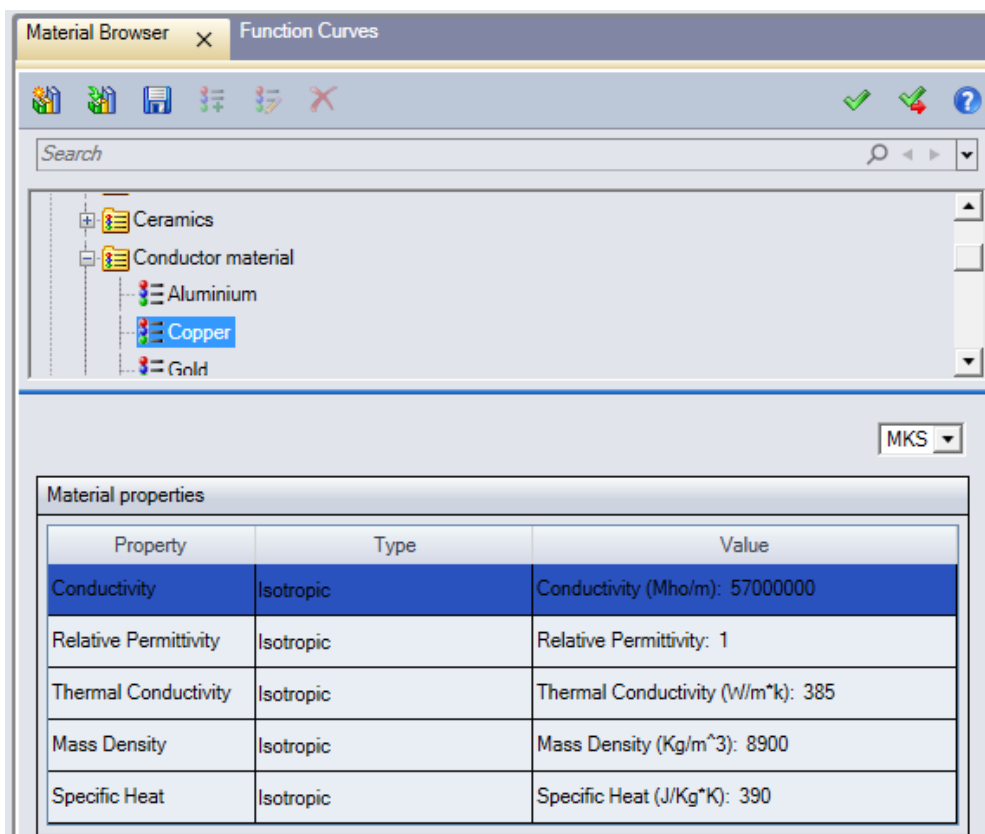 Material Browser Function Curves
Search
Ceramics
Conductor material
Aluminium
Copper
Gold
MKS
Material properties
Property Type Value
Conductivity Isotropic Conductivity (Mho/m): 57000000
Relative Permittivity Isotropic Relative Permittivity: 1
Thermal Conductivity Isotropic Thermal Conductivity (W/m*k): 385
Mass Density Isotropic Mass Density (Kg/m^3): 8900
Specific Heat Isotropic Specific Heat (J/Kg*K): 390